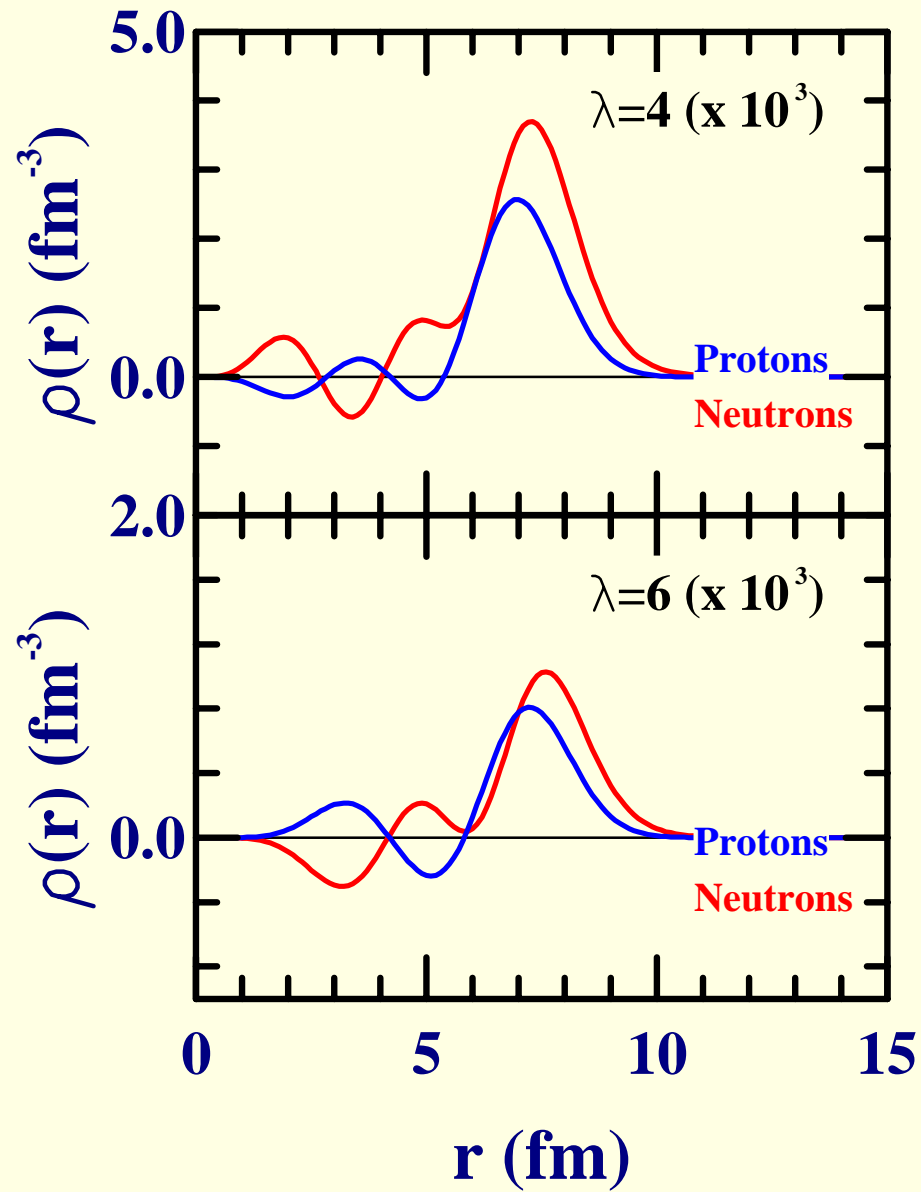 5.0
λ=4 (x 10³)
ρ(r) (fm⁻³)
0.0
Protons
Neutrons
2.0
λ=6 (x 10³)
ρ(r) (fm⁻³)
0.0
Protons
Neutrons
0 5 10 15
r (fm)